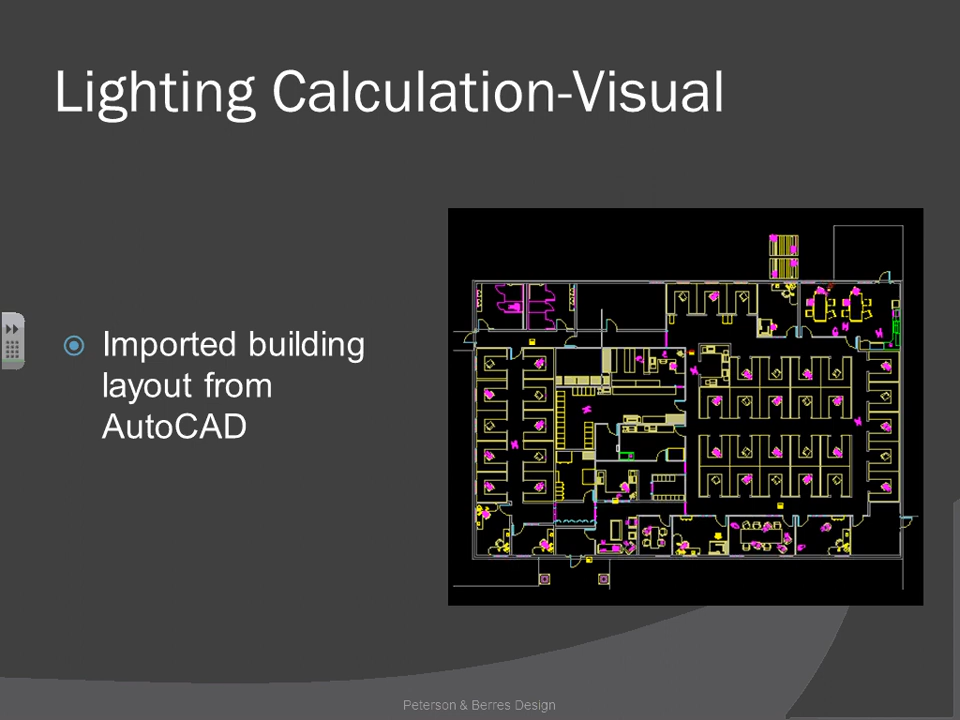 Lighting Calculation-Visual
Imported building
layout from
AutoCAD
Peterson & Berres Design